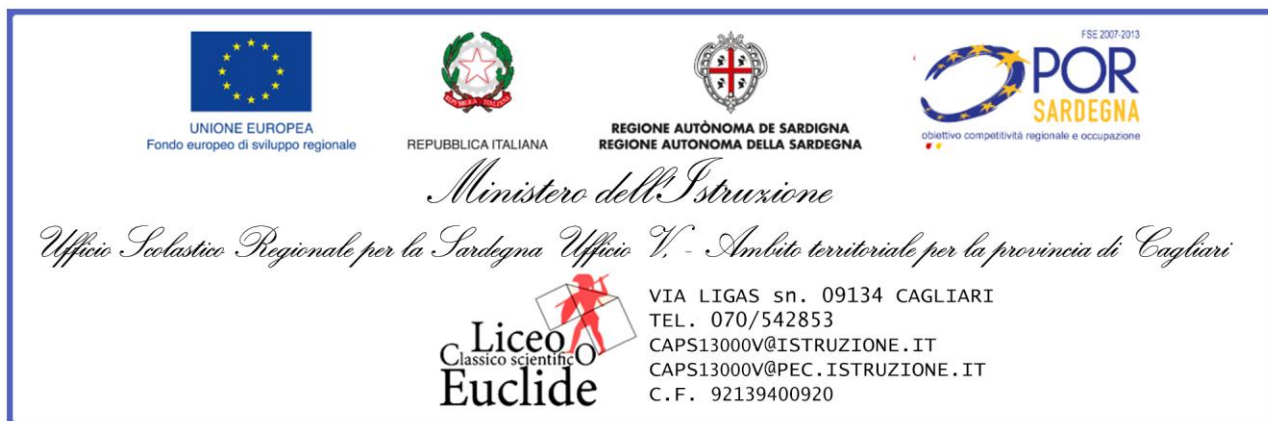 FSE 2007-2013
POR
SARDEGNA
obiettivo competitività regionale e occupazione
UNIONE EUROPEA
Fondo europeo di sviluppo regionale
REPUBBLICA ITALIANA
REPUBBLICA ITALIANA
REGIONE AUTÒNOMA DE SARDIGNA
REGIONE AUTONOMA DELLA SARDEGNA
Ministero dell'Istruzione
Ufficio Scolastico Regionale per la Sardegna Ufficio V. - Ambito territoriale per la provincia di Cagliari
Liceo
Classico scientificO
Euclide
VIA LIGAS sn. 09134 CAGLIARI
TEL. 070/542853
CAPS13000V@ISTRUZIONE.IT
CAPS13000V@PEC.ISTRUZIONE.IT
C.F. 92139400920